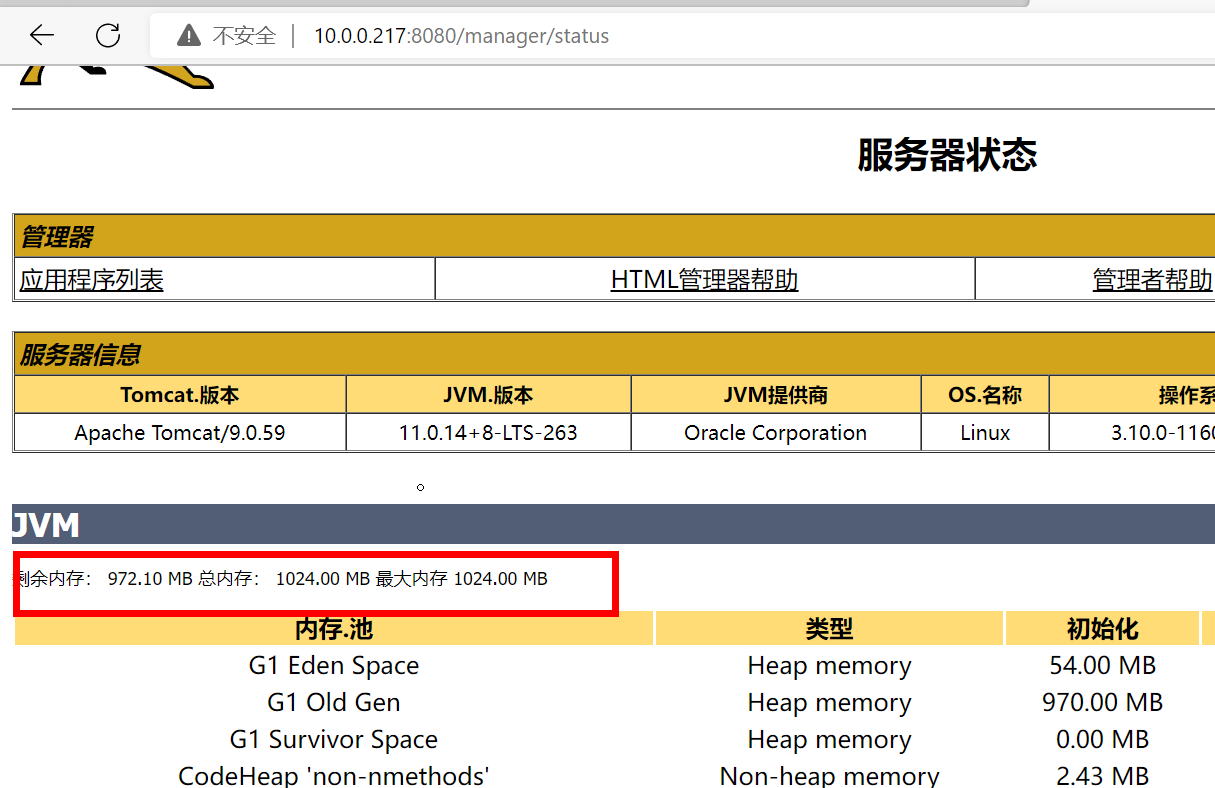 不安全 | 10.0.0.217:8080/manager/status
服务器状态
管理器
应用程序列表 HTML管理器帮助 管理者帮助
服务器信息
Tomcat.版本 JVM.版本 JVM提供商 OS.名称 操作系
Apache Tomcat/9.0.59 11.0.14+8-LTS-263 Oracle Corporation Linux 3.10.0-1160
JVM
剩余内存： 972.10 MB 总内存： 1024.00 MB 最大内存 1024.00 MB
内存.池 类型 初始化
G1 Eden Space Heap memory 54.00 MB
G1 Old Gen Heap memory 970.00 MB
G1 Survivor Space Heap memory 0.00 MB
CodeHeap 'non-nmethods' Non-heap memory 2.43 MB